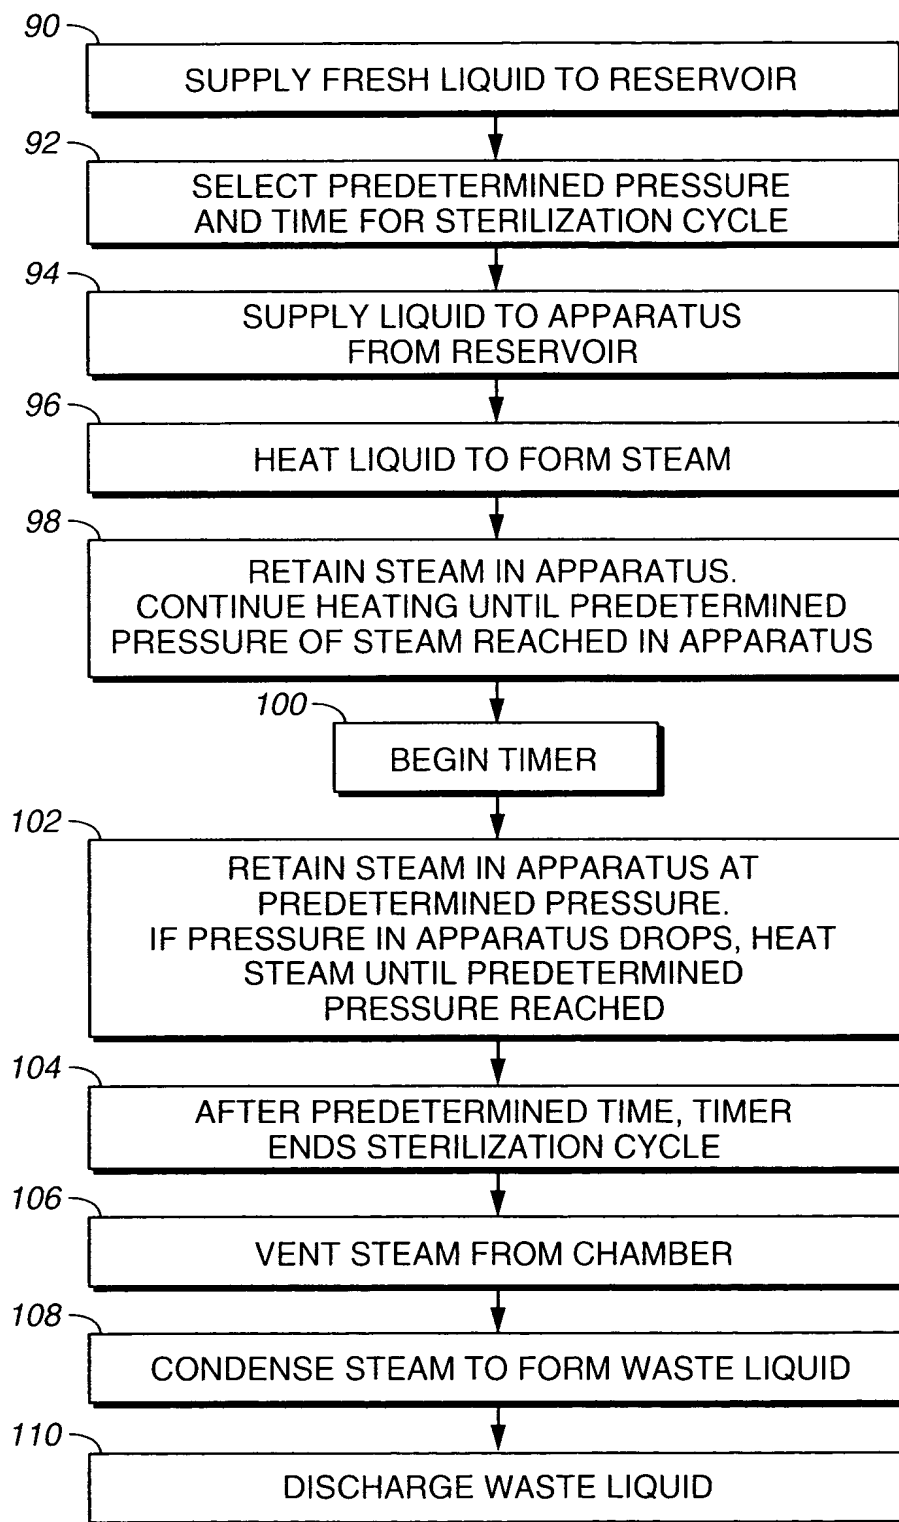 90
SUPPLY FRESH LIQUID TO RESERVOIR
92
SELECT PREDETERMINED PRESSURE
AND TIME FOR STERILIZATION CYCLE
94
SUPPLY LIQUID TO APPARATUS
FROM RESERVOIR
96
HEAT LIQUID TO FORM STEAM
98
RETAIN STEAM IN APPARATUS.
CONTINUE HEATING UNTIL PREDETERMINED
PRESSURE OF STEAM REACHED IN APPARATUS
100
BEGIN TIMER
102
RETAIN STEAM IN APPARATUS AT
PREDETERMINED PRESSURE.
IF PRESSURE IN APPARATUS DROPS, HEAT
STEAM UNTIL PREDETERMINED
PRESSURE REACHED
104
AFTER PREDETERMINED TIME, TIMER
ENDS STERILIZATION CYCLE
106
VENT STEAM FROM CHAMBER
108
CONDENSE STEAM TO FORM WASTE LIQUID
110
DISCHARGE WASTE LIQUID